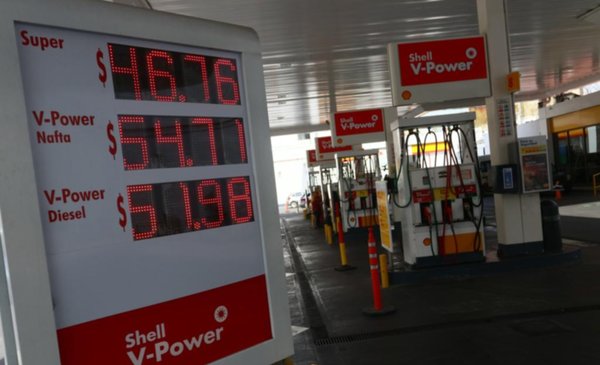 Super
$46.76
V-Power
Nafta
$54.71
V-Power
Diesel
$51.98
Shell
V-Power
Shell
V-Power
Shell
V-Power